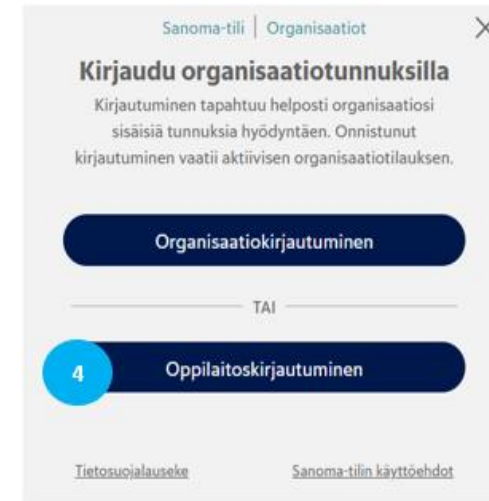 Sanoma-tili | Organisaatiot
Kirjaudu organisaatiotunnuksilla
Kirjautuminen tapahtuu helposti organisaatiosi
sisäisiä tunnuksia hyödyntäen. Onnistunut
kirjautuminen vaatii aktiivisen organisaatiotilauksen.
Organisaatiokirjautuminen
TAI
4 Oppilaitoskirjautuminen
Tietosuojalauseke Sanoma-tilin käyttöehdot